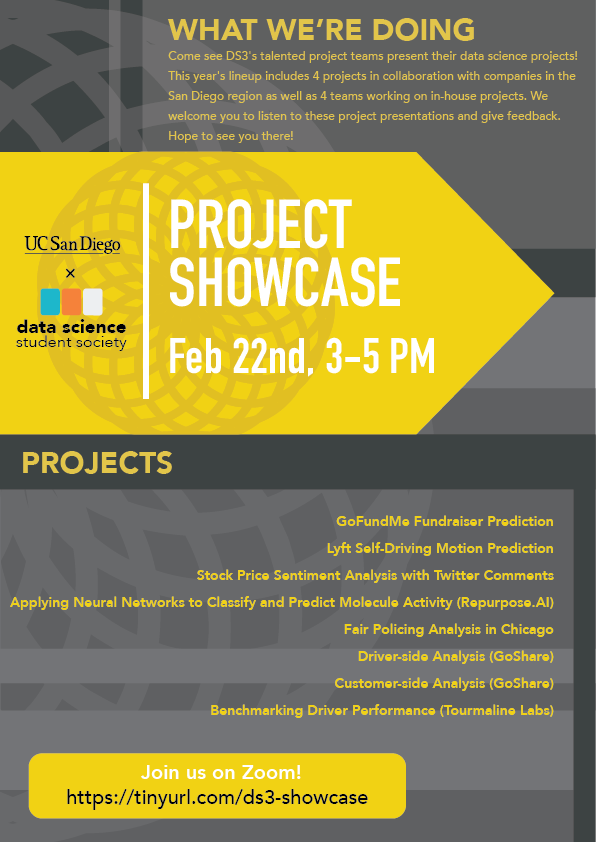 WHAT WE'RE DOING
Come see DS3's talented project teams present their data science projects!
This year's lineup includes 4 projects in collaboration with companies in the
San Diego region as well as 4 teams working on in-house projects. We
welcome you to listen to these project presentations and give feedback.
Hope to see you there!
UC San Diego
×
data science
student society
PROJECT
SHOWCASE
Feb 22nd, 3-5 PM
PROJECTS
GoFundMe Fundraiser Prediction
Lyft Self-Driving Motion Prediction
Stock Price Sentiment Analysis with Twitter Comments
Applying Neural Networks to Classify and Predict Molecule Activity (Repurpose.AI)
Fair Policing Analysis in Chicago
Driver-side Analysis (GoShare)
Customer-side Analysis (GoShare)
Benchmarking Driver Performance (Tourmaline Labs)
Join us on Zoom!
https://tinyurl.com/ds3-showcase